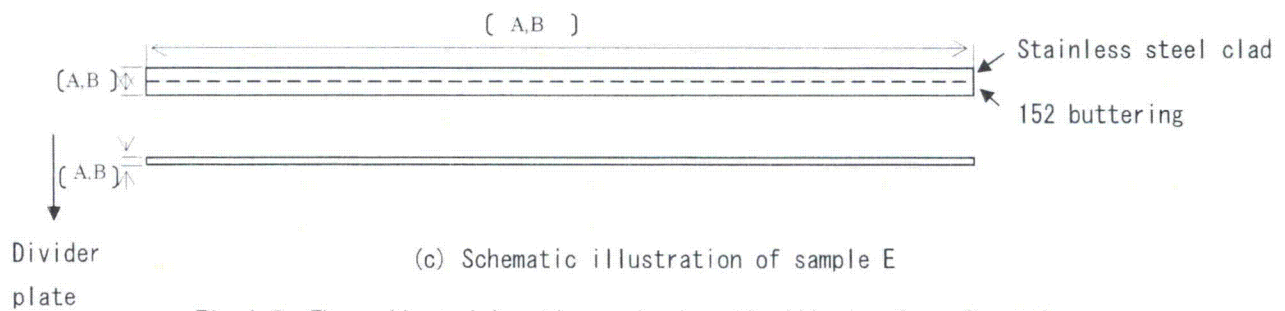 ( A,B )
Stainless steel clad
(A,B)
152 buttering
( A,B )
Divider
plate
(c) Schematic illustration of sample E